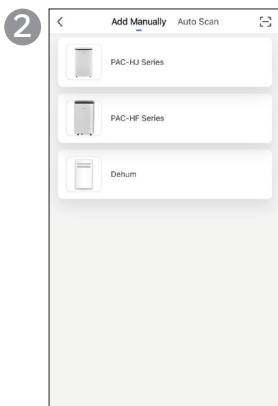 2
Add Manually Auto Scan
PAC-HJ Series
PAC-HF Series
Dehum